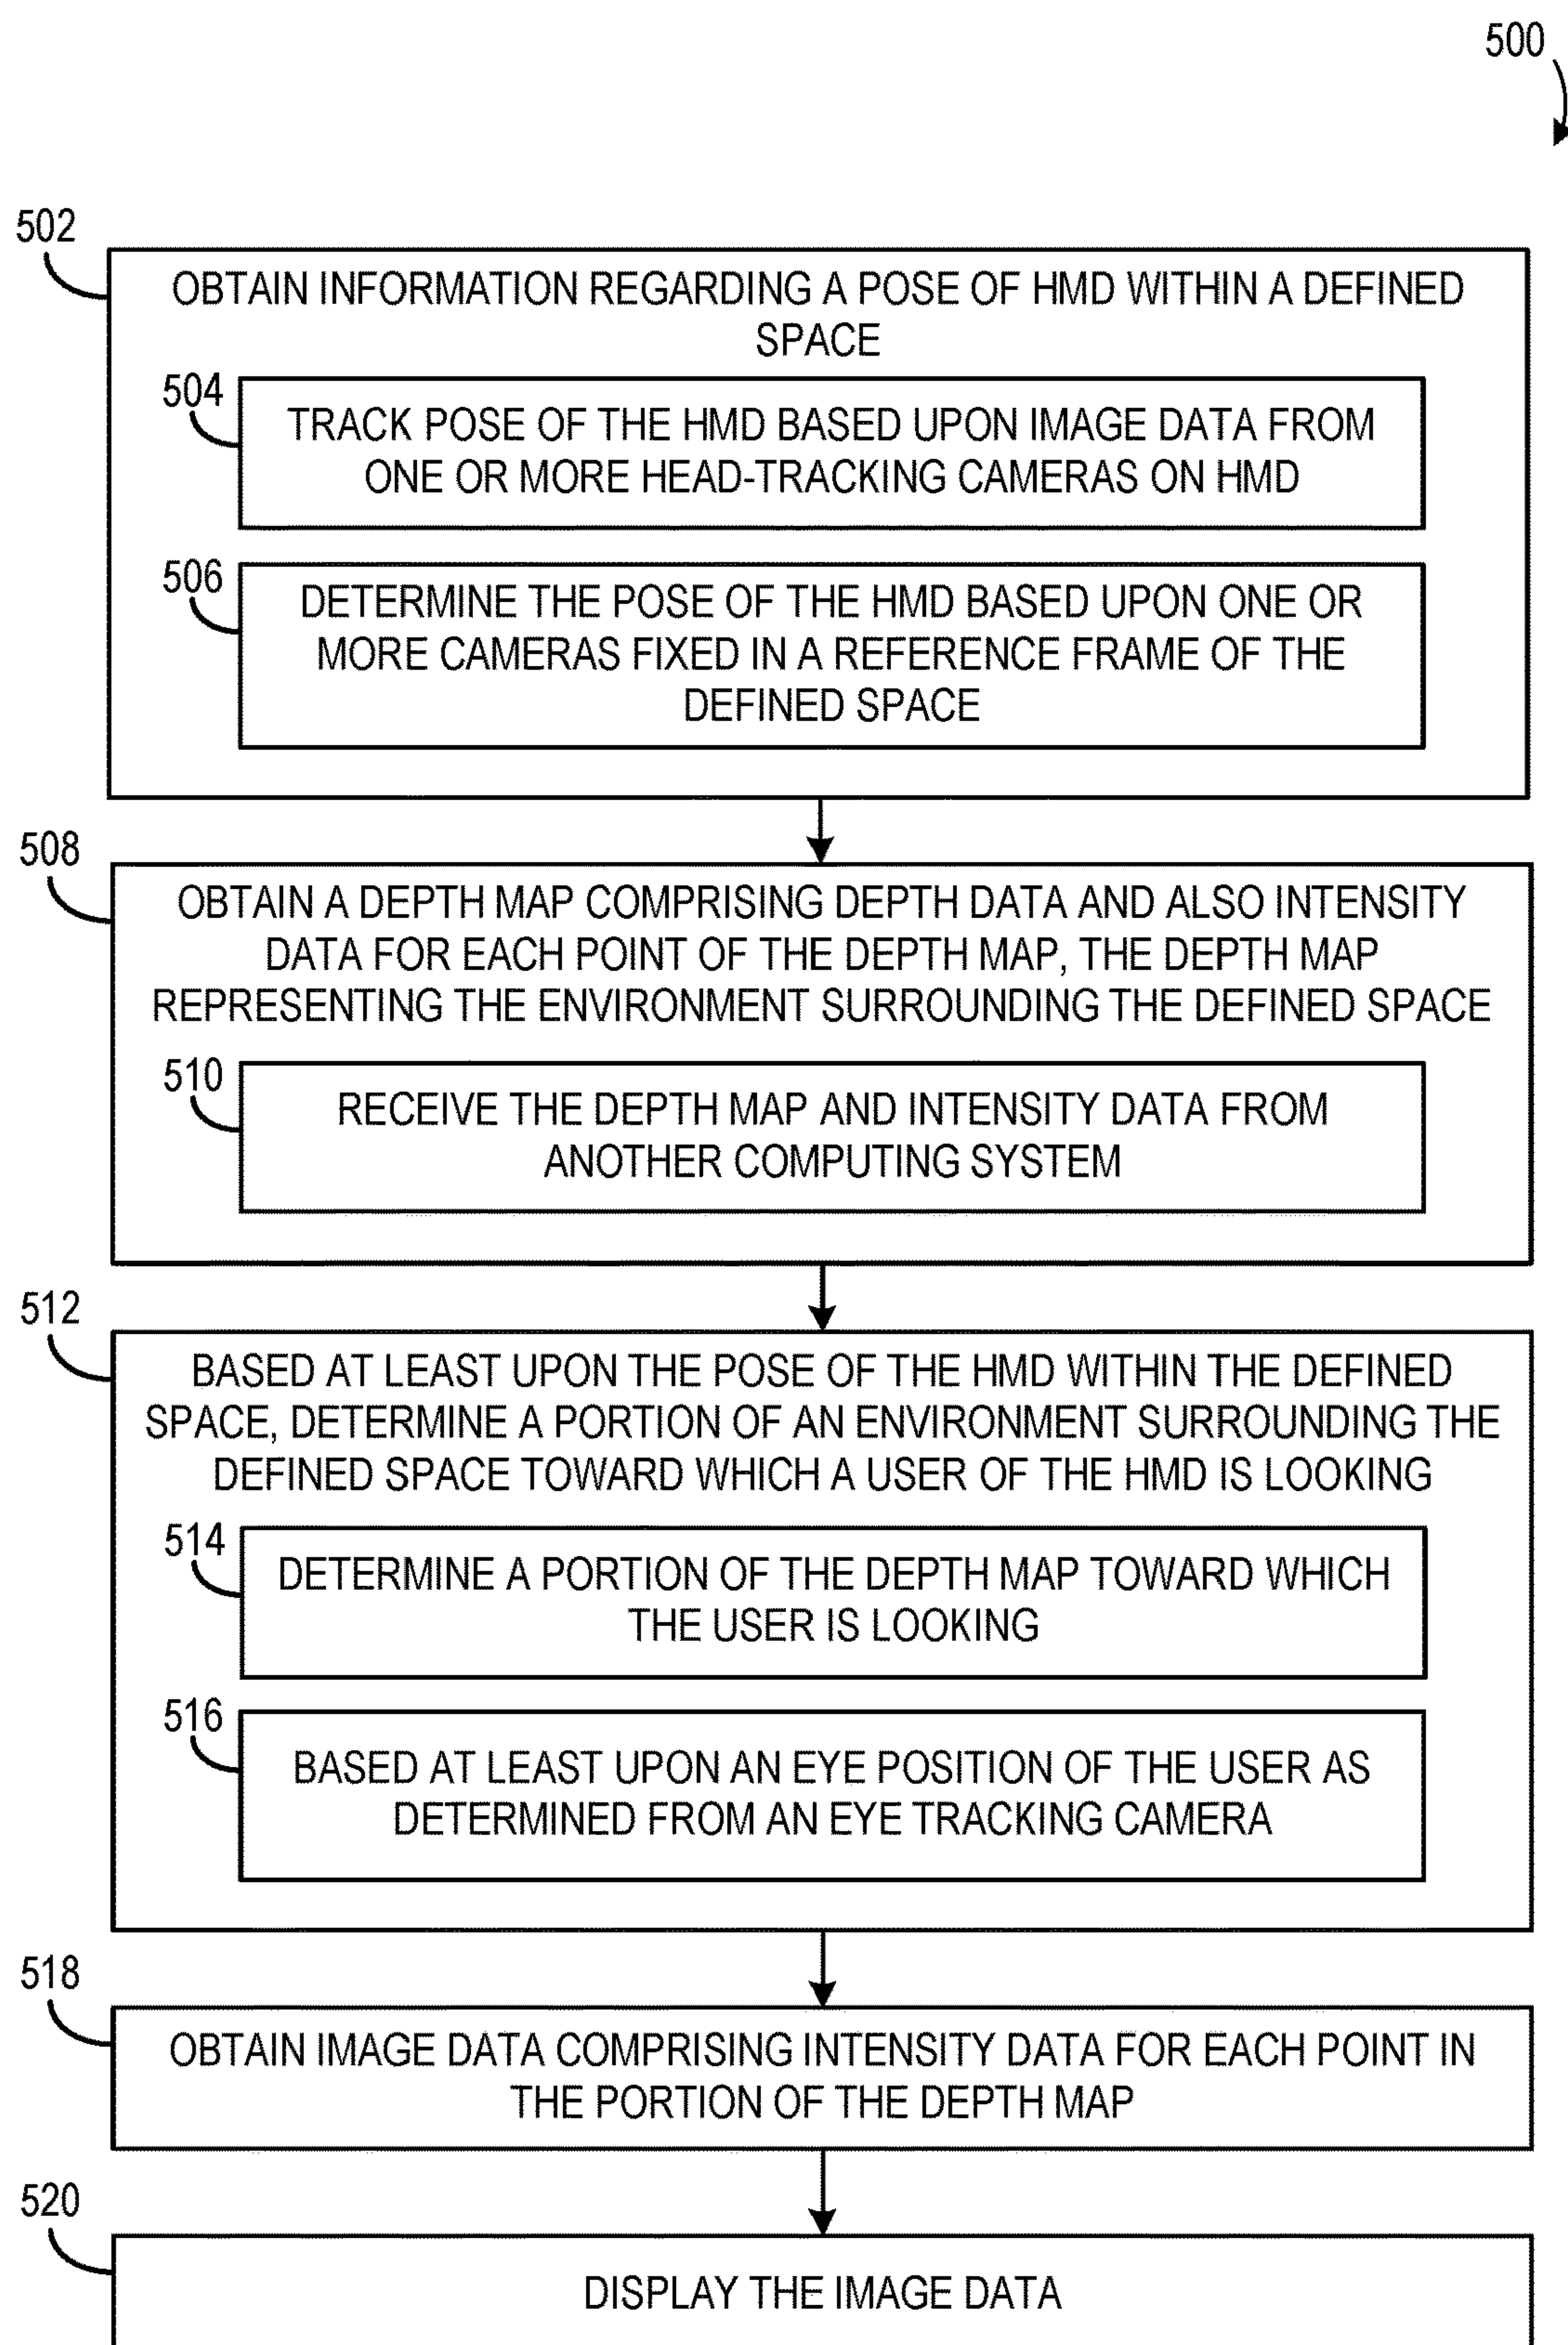 500
502
OBTAIN INFORMATION REGARDING A POSE OF HMD WITHIN A DEFINED
SPACE
504
TRACK POSE OF THE HMD BASED UPON IMAGE DATA FROM
ONE OR MORE HEAD-TRACKING CAMERAS ON HMD
506
DETERMINE THE POSE OF THE HMD BASED UPON ONE OR
MORE CAMERAS FIXED IN A REFERENCE FRAME OF THE
DEFINED SPACE
508
OBTAIN A DEPTH MAP COMPRISING DEPTH DATA AND ALSO INTENSITY
DATA FOR EACH POINT OF THE DEPTH MAP, THE DEPTH MAP
REPRESENTING THE ENVIRONMENT SURROUNDING THE DEFINED SPACE
510
RECEIVE THE DEPTH MAP AND INTENSITY DATA FROM
ANOTHER COMPUTING SYSTEM
512
BASED AT LEAST UPON THE POSE OF THE HMD WITHIN THE DEFINED
SPACE, DETERMINE A PORTION OF AN ENVIRONMENT SURROUNDING THE
DEFINED SPACE TOWARD WHICH A USER OF THE HMD IS LOOKING
514
DETERMINE A PORTION OF THE DEPTH MAP TOWARD WHICH
THE USER IS LOOKING
516
BASED AT LEAST UPON AN EYE POSITION OF THE USER AS
DETERMINED FROM AN EYE TRACKING CAMERA
518
OBTAIN IMAGE DATA COMPRISING INTENSITY DATA FOR EACH POINT IN
THE PORTION OF THE DEPTH MAP
520
DISPLAY THE IMAGE DATA